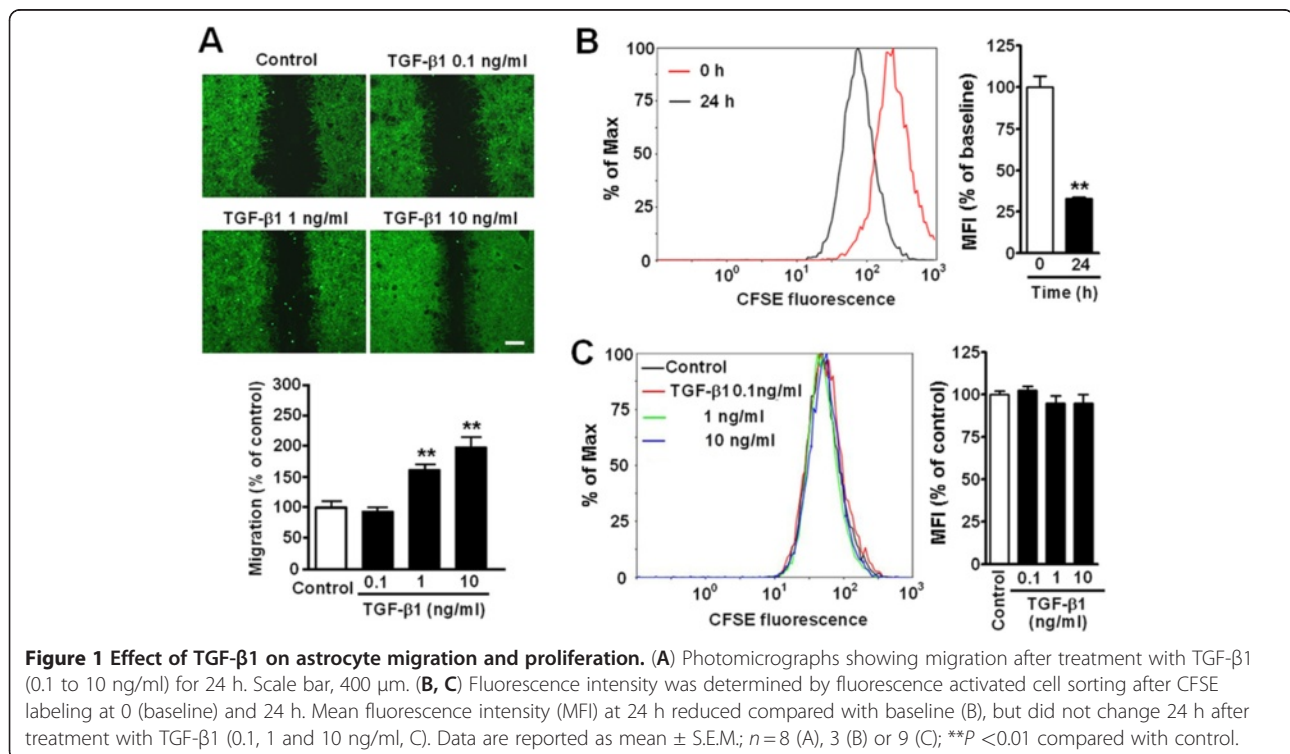 A
Control
TGF-β1 0.1 ng/ml
TGF-β1 1 ng/ml
TGF-β1 10 ng/ml
Migration (% of control)
300
250
200
150
100
50
0
**
**
Control
0.1
1
10
TGF-β1 (ng/ml)
B
% of Max
100
75
50
25
0
0 h
24 h
10⁰
10¹
10²
10³
CFSE fluorescence
MFI (% of baseline)
125
100
75
50
25
0
**
0
24
Time (h)
C
% of Max
100
75
50
25
0
Control
TGF-β1 0.1ng/ml
1 ng/ml
10 ng/ml
10⁰
10¹
10²
10³
CFSE fluorescence
MFI (% of control)
125
100
75
50
25
0
Control
0.1
1
10
TGF-β1
(ng/ml)
Figure 1 Effect of TGF-β1 on astrocyte migration and proliferation. (A) Photomicrographs showing migration after treatment with TGF-β1
(0.1 to 10 ng/ml) for 24 h. Scale bar, 400 μm. (B, C) Fluorescence intensity was determined by fluorescence activated cell sorting after CFSE
labeling at 0 (baseline) and 24 h. Mean fluorescence intensity (MFI) at 24 h reduced compared with baseline (B), but did not change 24 h after
treatment with TGF-β1 (0.1, 1 and 10 ng/ml, C). Data are reported as mean ± S.E.M.; n = 8 (A), 3 (B) or 9 (C); **P <0.01 compared with control.